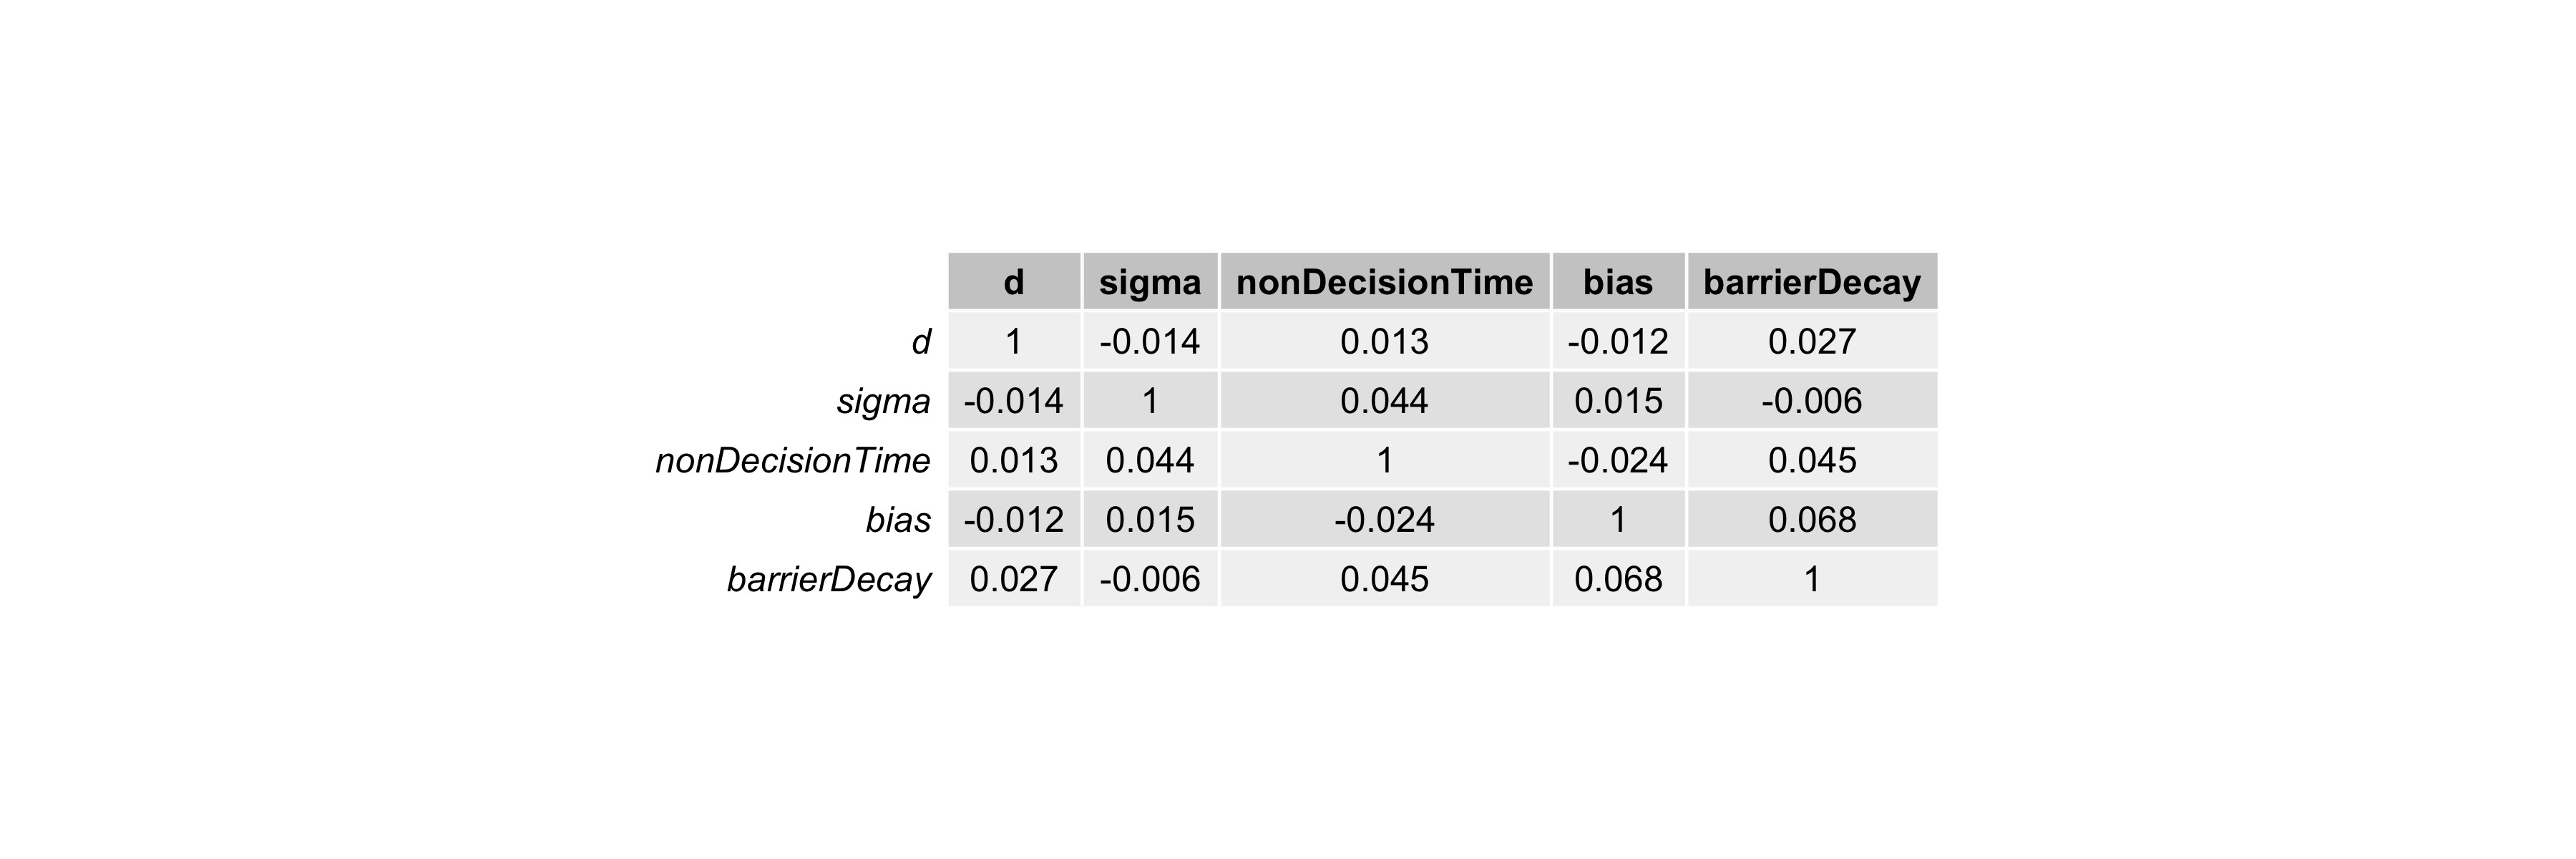 d sigma nonDecisionTime bias barrierDecay
d 1 -0.014 0.013 -0.012 0.027
sigma -0.014 1 0.044 0.015 -0.006
nonDecisionTime 0.013 0.044 1 -0.024 0.045
bias -0.012 0.015 -0.024 1 0.068
barrierDecay 0.027 -0.006 0.045 0.068 1